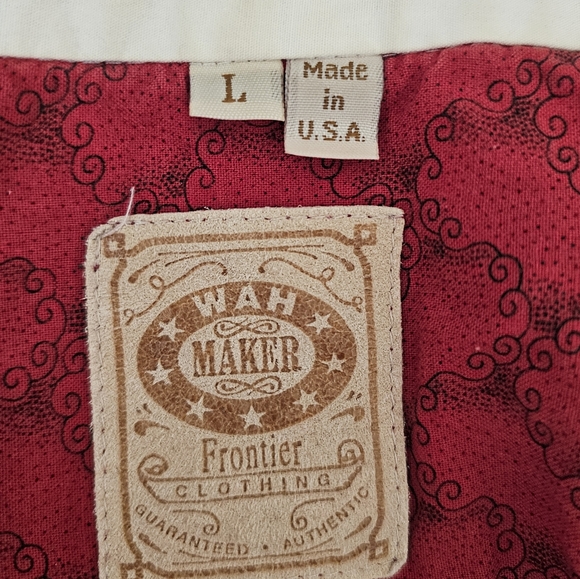 L
Made
in
U.S.A.
WAH
MAKER
Frontier
CLOTHING
GUARANTEED • AUTHENTIC